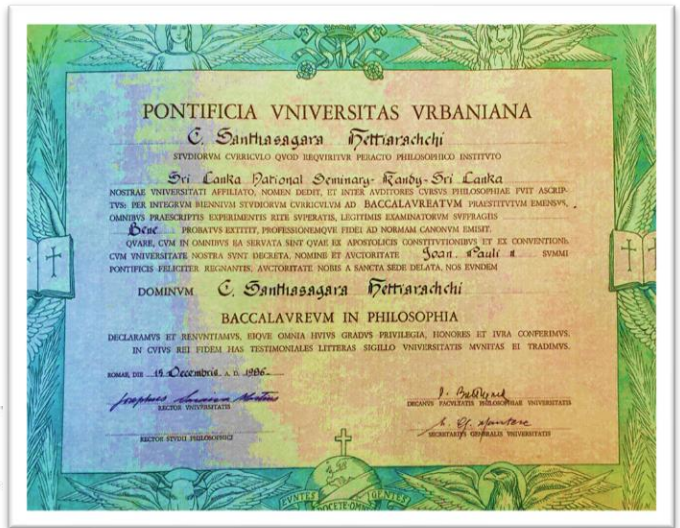 PONTIFICIA VNIVERSITAS VRBANIANA
C. Santhasagara Hettiarachchi
STVDIORVM CVRRICVLO QVOD REQVIRITVR PERACTO PHILOSOPHICO INSTITVTO
Sri Lanka National Seminary-Kandy-Sri Lanka
NOSTRAE VNIVERSITATI AFFILIATO, NOMEN DEDIT, ET INTER AVDITORES CVRSVS PHILOSOPHIAE FVIT ASCRIP-
TVS: PER INTEGRVM BIENNIVM STVDIORVM CVRRICVLVM AD BACCALAVREATVM PRAESTITVTVM EMENSVS,
OMNIBVS PRAESCRIPTIS EXPERIMENTIS RITE SVPERATIS, LEGITIMIS EXAMINATORVM SVFFRAGIIS
Bene PROBATVS EXTITIT, PROFESSIONEMQVE FIDEI AD NORMAM CANONVM EMISIT.
QVARE, CVM IN OMNIBVS EA SERVATA SINT QVAE EX APOSTOLICIS CONSTITVTIONIBVS ET EX CONVENTIONE
CVM VNIVERSITATE NOSTRA SVNT DECRETA, NOMINE ET AVCTORITATE Joan. Pauli II SVMMI
PONTIFICIS FELICITER REGNANTIS, AVCTORITATE NOBIS A SANCTA SEDE DELATA, NOS EVNDEM
DOMINVM C. Santhasagara Hettiarachchi
BACCALAVREVM IN PHILOSOPHIA
DECLARAMVS ET RENVNTIAMVS, EIQVE OMNIA HVIVS GRADVS PRIVILEGIA, HONORES ET IVRA CONFERIMVS.
IN CVIVS REI FIDEM HAS TESTIMONIALES LITTERAS SIGILLO VNIVERSITATIS MVNITAS EI TRADIMVS.
ROMAE, DIE Decembris A. D. 1986
RECTOR VNIVERSITATIS
DECANVS FACVLTATIS PHILOSOPHIAE VNIVERSITATIS
RECTOR STVDII PHILOSOPHICI
SECRETARIVS GENERALIS VNIVERSITATIS
EVNTES DOCETE OMNES GENTES